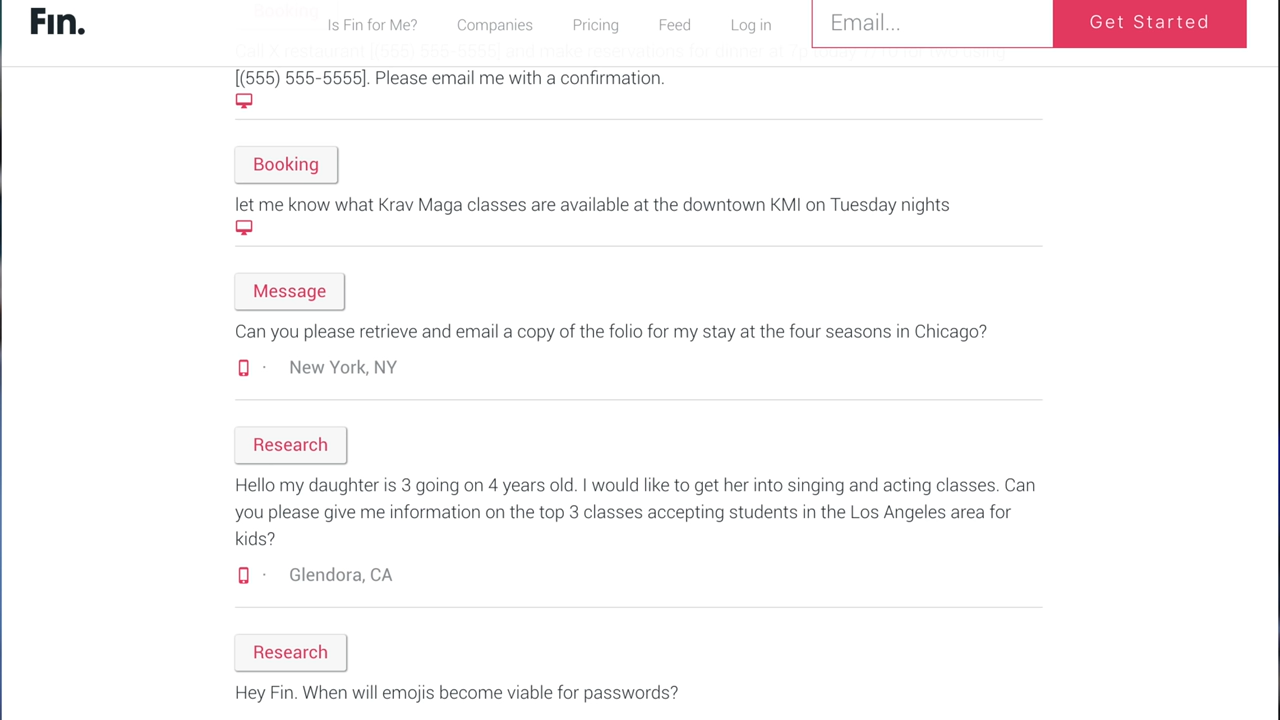 Fin.
Is Fin for Me?
Companies
Pricing
Feed
Log in
Email...
Get Started
Booking
[(555) 555-5555]. Please email me with a confirmation.
Booking
let me know what Krav Maga classes are available at the downtown KMI on Tuesday nights
Message
Can you please retrieve and email a copy of the folio for my stay at the four seasons in Chicago?
· New York, NY
Research
Hello my daughter is 3 going on 4 years old. I would like to get her into singing and acting classes. Can
you please give me information on the top 3 classes accepting students in the Los Angeles area for
kids?
· Glendora, CA
Research
Hey Fin. When will emojis become viable for passwords?